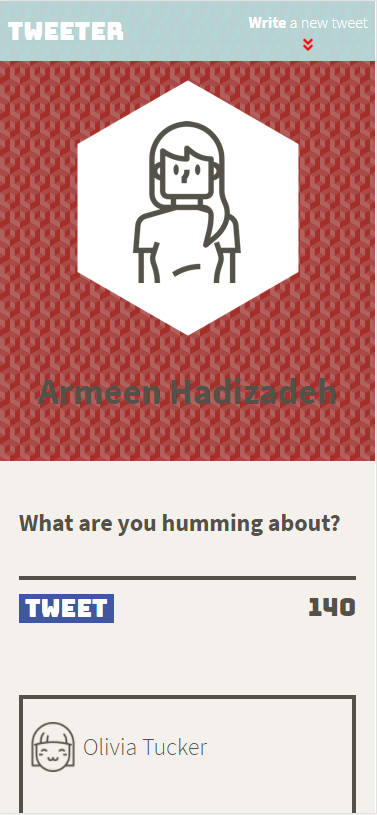 TWEETER
Write a new tweet
Armeen Hadizadeh
What are you humming about?
TWEET
140
Olivia Tucker